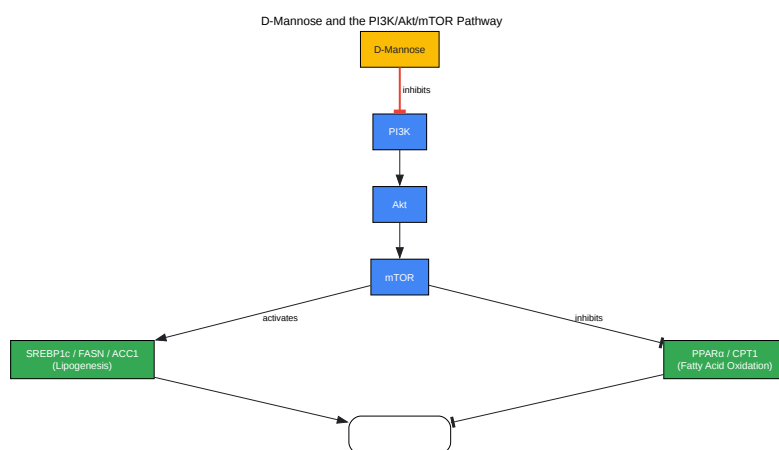 D-Mannose and the PI3K/Akt/mTOR Pathway
D-Mannose
inhibits
PI3K
Akt
mTOR
activates
inhibits
SREBP1c / FASN / ACC1
(Lipogenesis)
PPARα / CPT1
(Fatty Acid Oxidation)